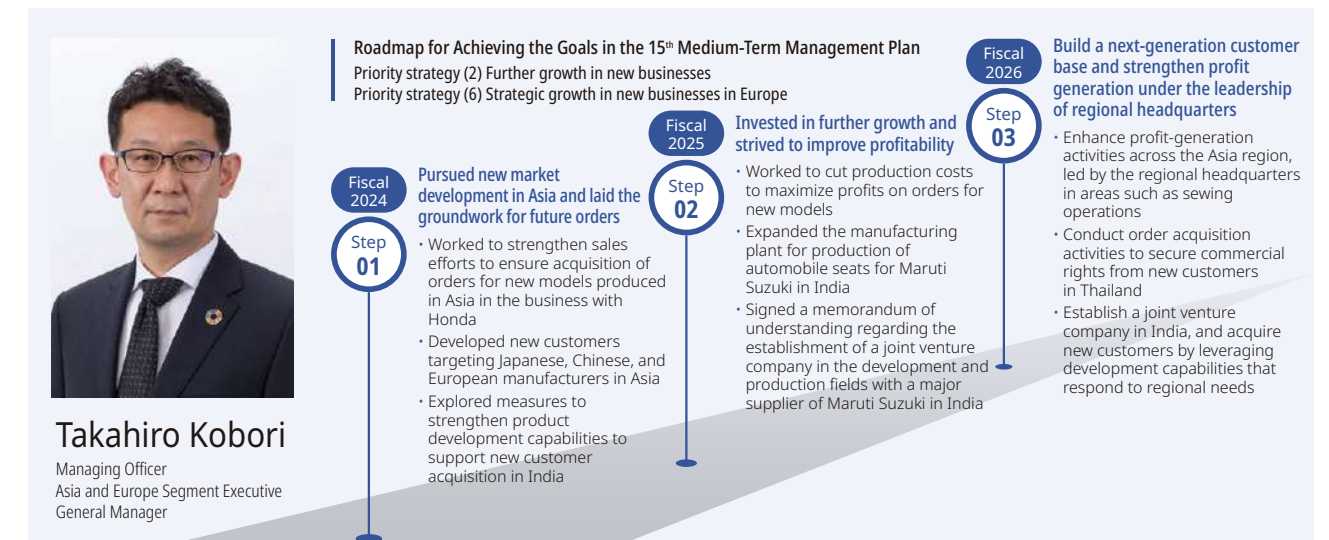 Roadmap for Achieving the Goals in the 15th Medium-Term Management Plan
Priority strategy (2) Further growth in new businesses
Priority strategy (6) Strategic growth in new businesses in Europe
Takahiro Kobori
Managing Officer
Asia and Europe Segment Executive
General Manager
Fiscal
2024
Step
01
Pursued new market
development in Asia and laid the
groundwork for future orders
・Worked to strengthen sales
efforts to ensure acquisition of
orders for new models produced
in Asia in the business with
Honda
・Developed new customers
targeting Japanese, Chinese, and
European manufacturers in Asia
・Explored measures to
strengthen product
development capabilities to
support new customer
acquisition in India
Fiscal
2025
Step
02
Invested in further growth and
strived to improve profitability
・Worked to cut production costs
to maximize profits on orders for
new models
・Expanded the manufacturing
plant for production of
automobile seats for Maruti
Suzuki in India
・Signed a memorandum of
understanding regarding the
establishment of a joint venture
company in the development and
production fields with a major
supplier of Maruti Suzuki in India
Fiscal
2026
Step
03
Build a next-generation customer
base and strengthen profit
generation under the leadership
of regional headquarters
・Enhance profit-generation
activities across the Asia region,
led by the regional headquarters
in areas such as sewing
operations
・Conduct order acquisition
activities to secure commercial
rights from new customers
in Thailand
・Establish a joint venture
company in India, and acquire
new customers by leveraging
development capabilities that
respond to regional needs